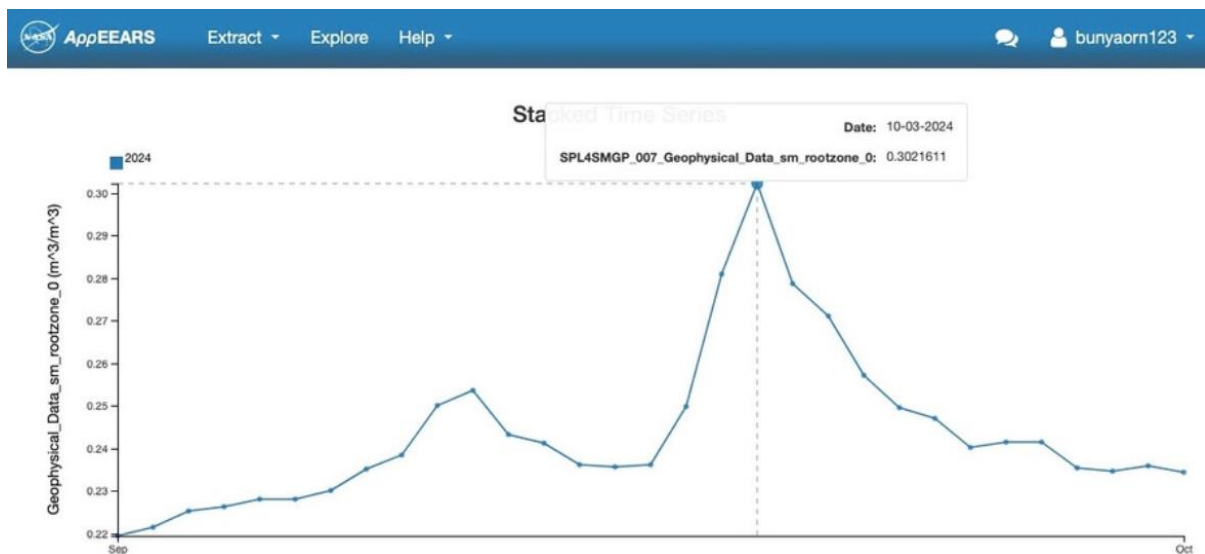 NASA AppEEARS Extract Explore Help bunyaorn123
Stacked Time Series
Date: 10-03-2024
SPL4SMGP_007_Geophysical_Data_sm_rootzone_0: 0.3021611
2024
Geophysical_Data_sm_rootzone_0 (m^3/m^3)
0.30
0.29
0.28
0.27
0.26
0.25
0.24
0.23
0.22
Sep Oct